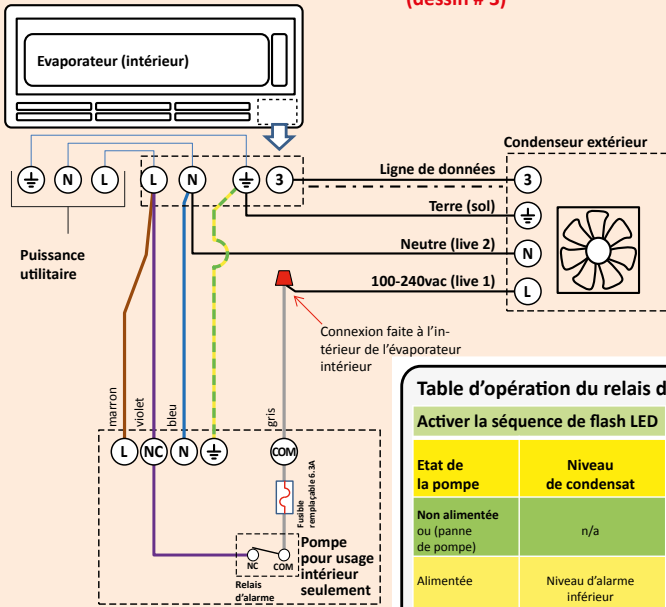 (dessin # 3)
Evaporateur (intérieur)
Condenseur extérieur
N
L
L
N
3
Ligne de données
3
Terre (sol)
Neutre (live 2)
N
100-240vac (live 1)
L
Puissance
utilitaire
Connexion faite à l'in-
térieur de l'évaporateur
intérieur
marron
violet
bleu
gris
L
NC
N
COM
Fusible
remplaçable 6.3A
NC
COM
Relais
d'alarme
Pompe
pour usage
intérieur
seulement
Table d'opération du relais d
Activer la séquence de flash LED
Etat de
la pompe
Niveau
de condensat
Non alimentée
ou (panne
de pompe)
n/a
Alimentée
Niveau d'alarme
inférieur